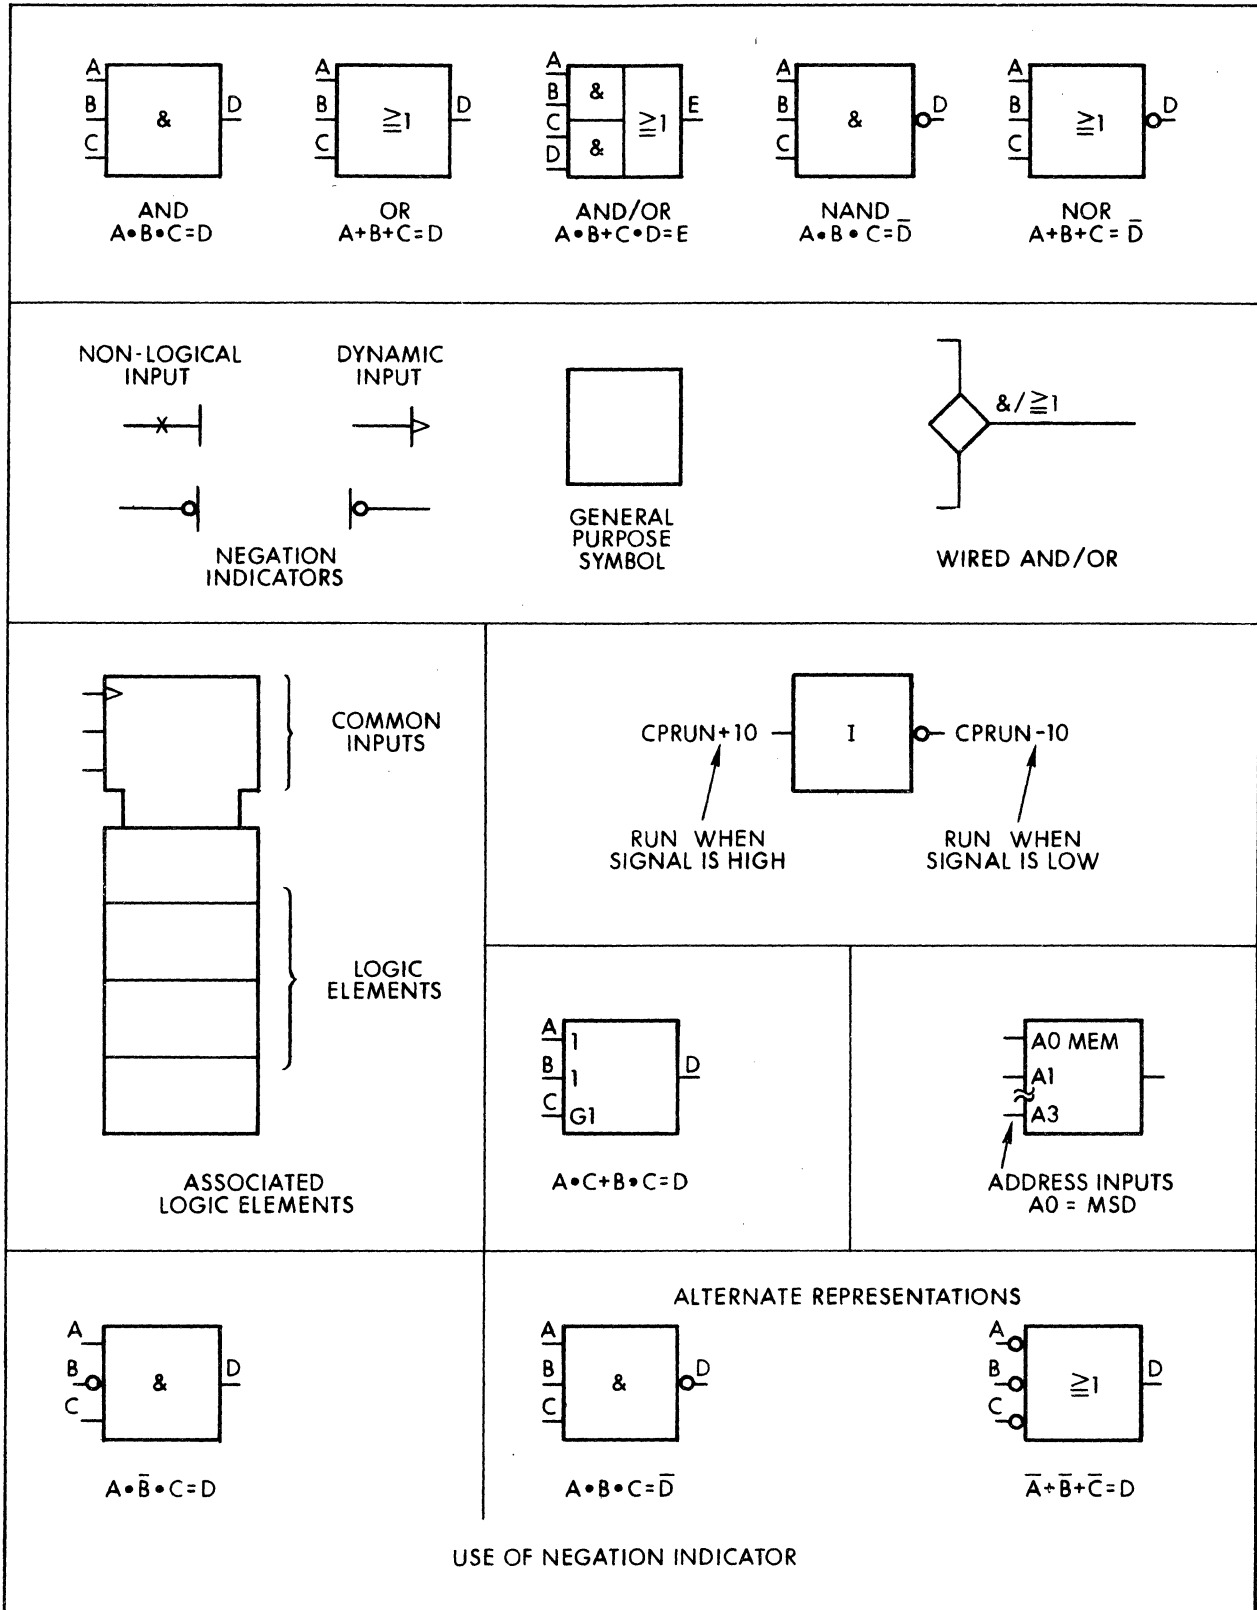 A
B
C
&
D
AND
A•B•C=D
A
B
C
≧1
D
OR
A+B+C=D
A
B
C
D
&
&
≧1
E
AND/OR
A•B+C•D=E
A
B
C
&
D
NAND
A•B•C=D̅
A
B
C
≧1
D
NOR
A+B+C=D̅
NON-LOGICAL
INPUT
DYNAMIC
INPUT
NEGATION
INDICATORS
GENERAL
PURPOSE
SYMBOL
&/≧1
WIRED AND/OR
COMMON
INPUTS
LOGIC
ELEMENTS
ASSOCIATED
LOGIC ELEMENTS
CPRUN+10
I
CPRUN-10
RUN WHEN
SIGNAL IS HIGH
RUN WHEN
SIGNAL IS LOW
A
B
C
1
1
G1
D
A•C+B•C=D
A0 MEM
A1
A3
ADDRESS INPUTS
A0 = MSD
A
B
C
&
D
A•B̅•C=D
ALTERNATE REPRESENTATIONS
A
B
C
&
D
A•B•C=D̅
A
B
C
≧1
D
A̅+B̅+C̅=D
USE OF NEGATION INDICATOR